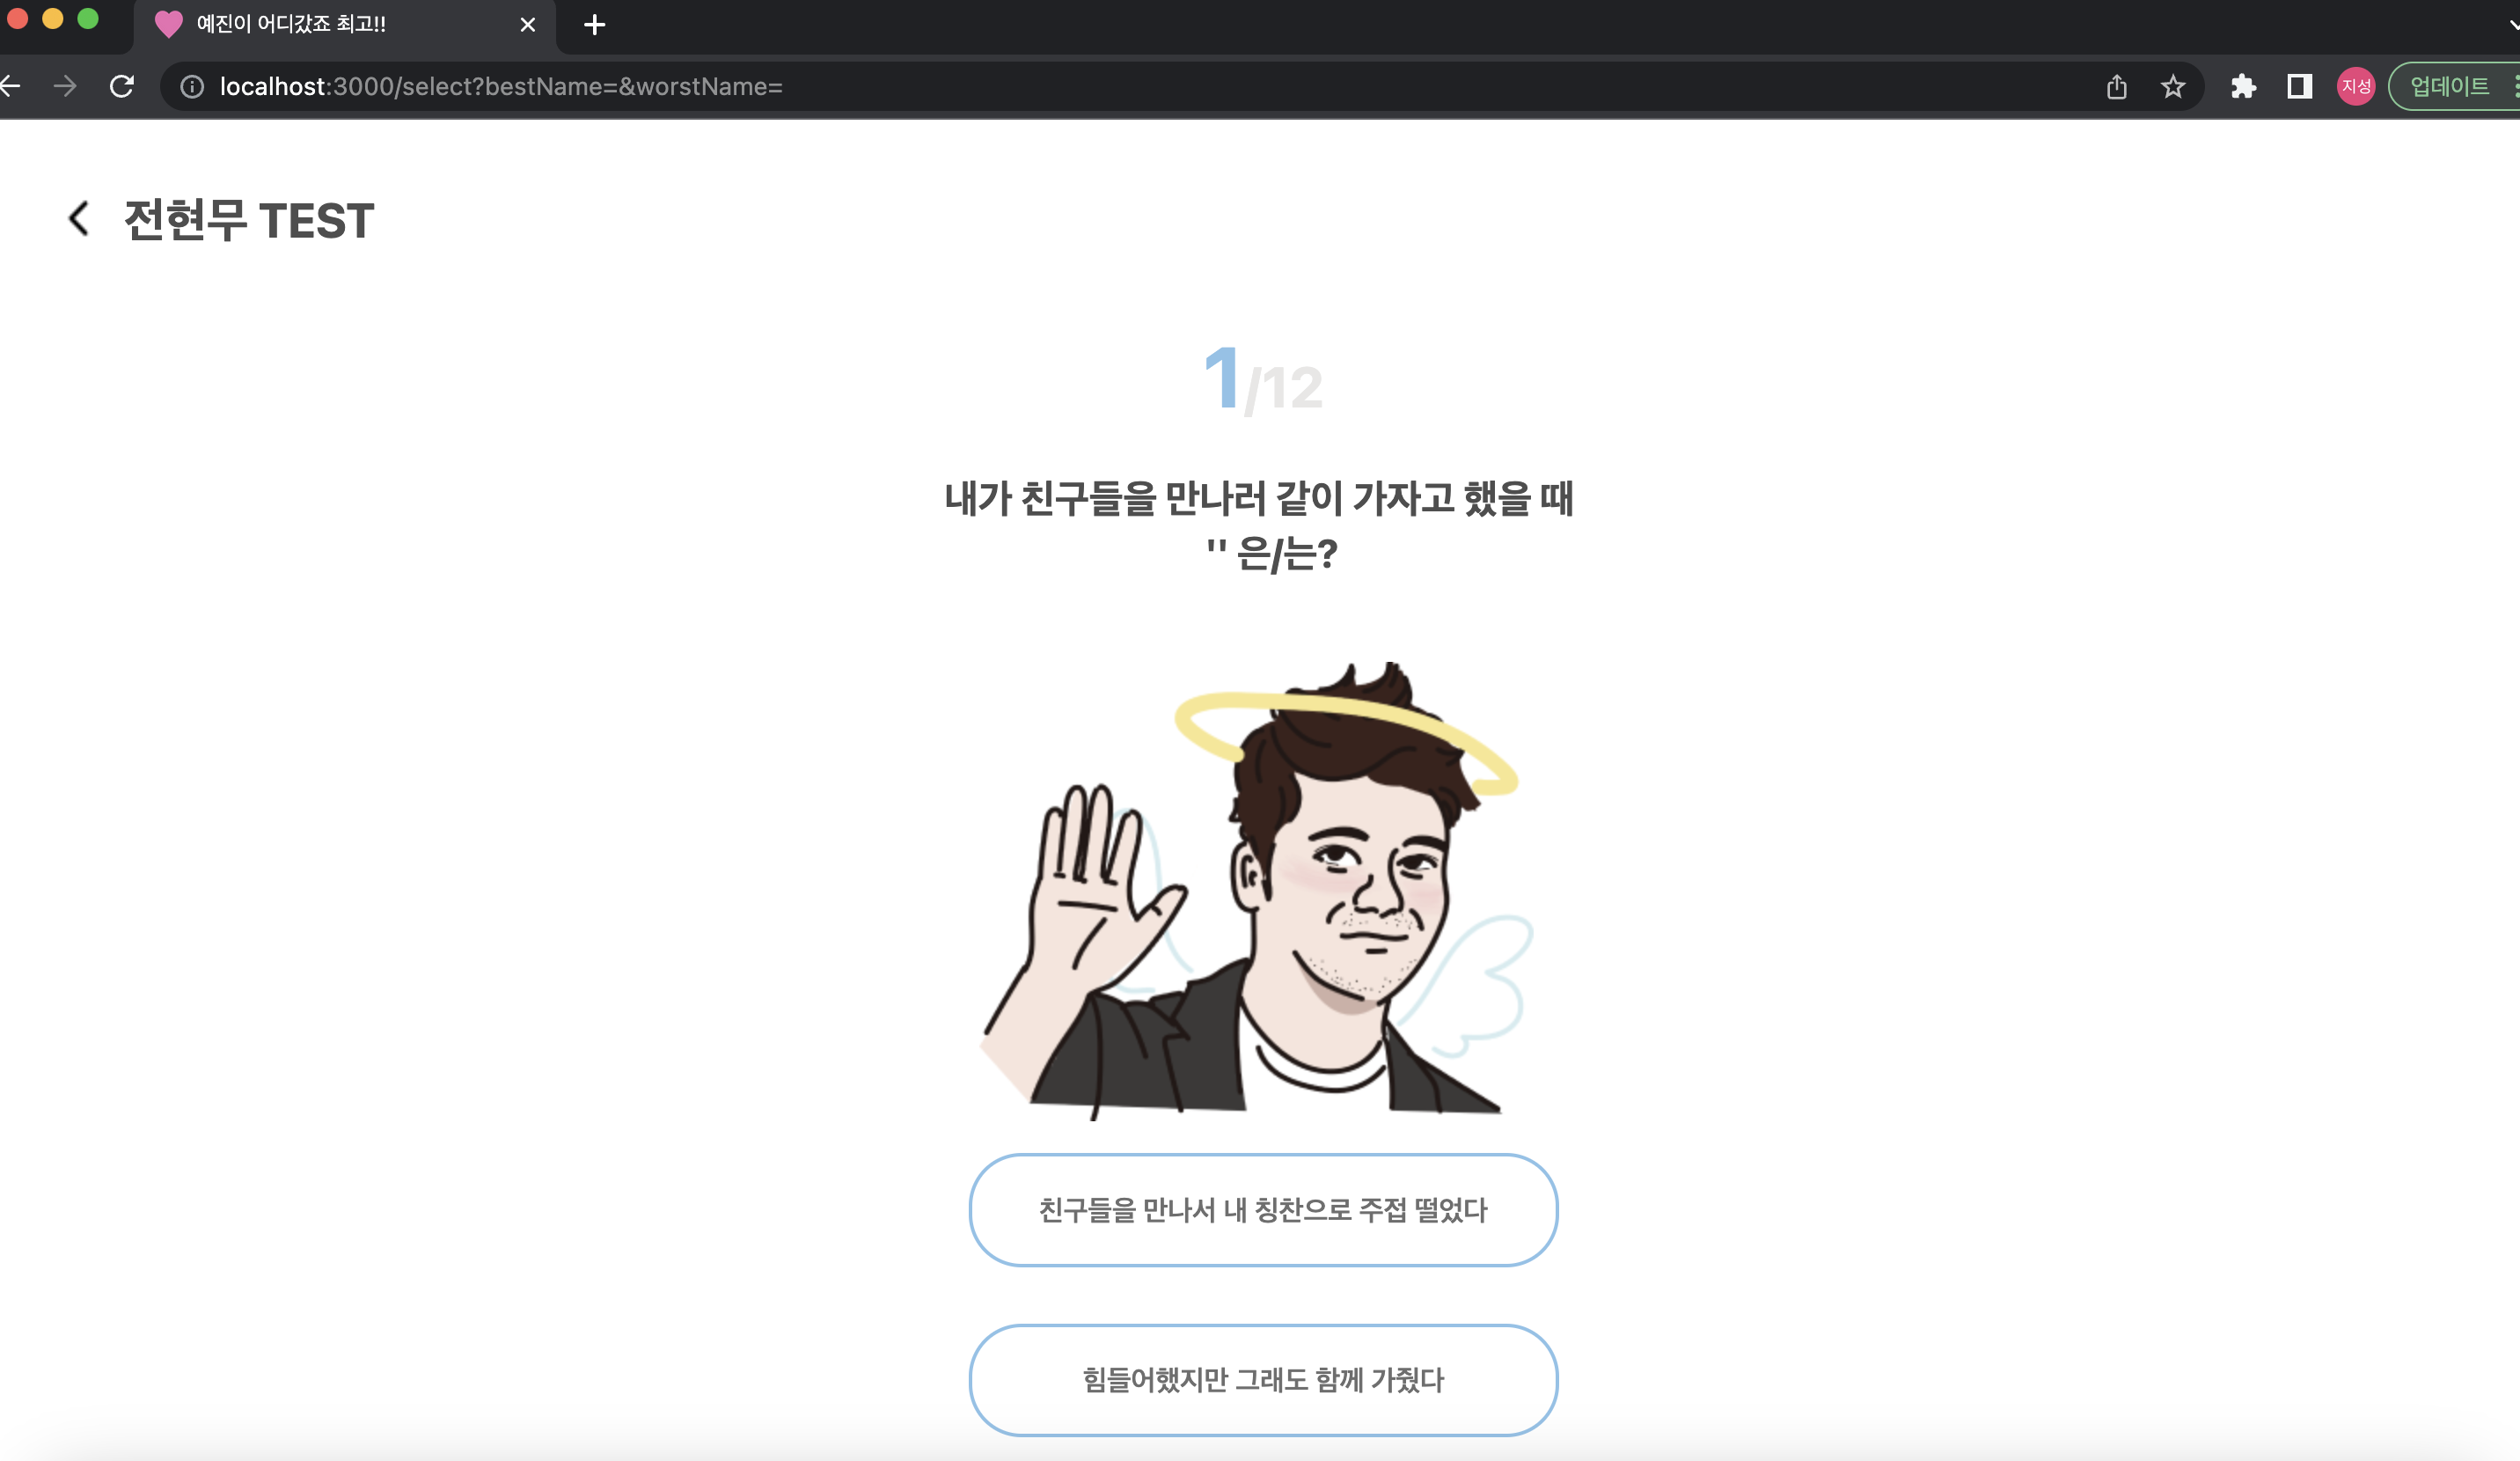 예진이 어디갔죠 최고!!
localhost:3000/select?bestName=&worstName=
지성
업데이트
전현무 TEST
1/12
내가 친구들을 만나러 같이 가자고 했을 때
'' 은/는?
친구들을 만나서 내 칭찬으로 주접 떨었다
힘들어했지만 그래도 함께 가줬다